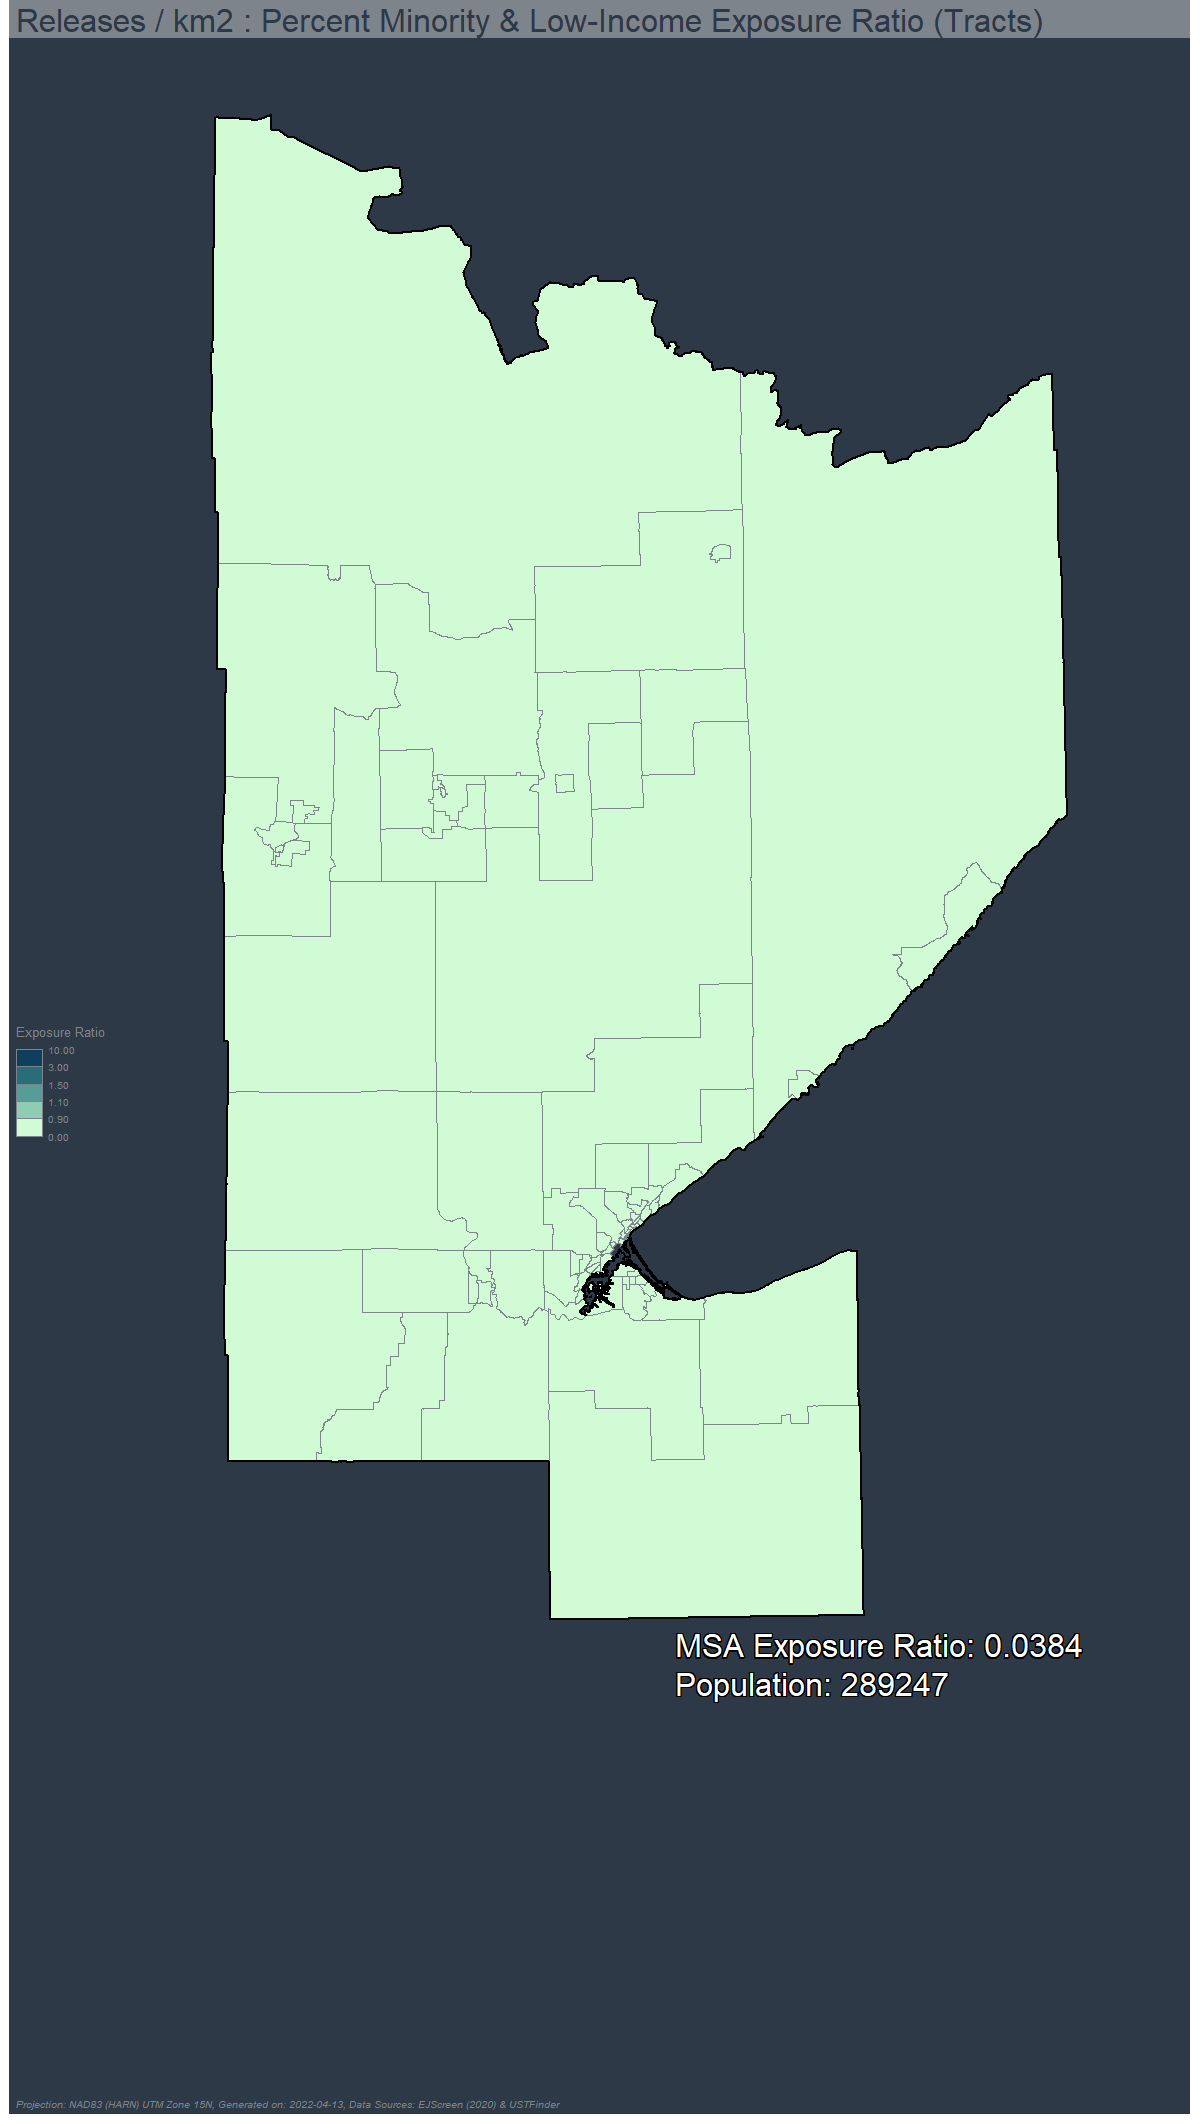 Releases / km2 : Percent Minority & Low-Income Exposure Ratio (Tracts)
Exposure Ratio
10.00
3.00
1.50
1.10
0.90
0.00
MSA Exposure Ratio: 0.0384
Population: 289247
Projection: NAD83 (HARN) UTM Zone 15N, Generated on: 2022-04-13, Data Sources: EJScreen (2020) & USTFinder